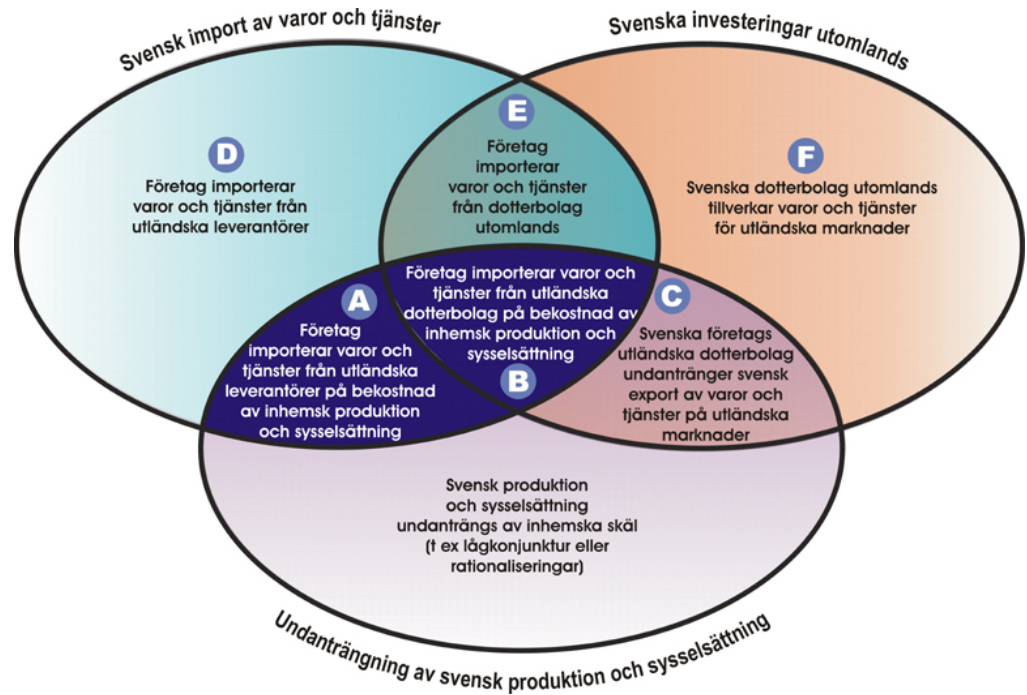 Svensk import av varor och tjänster
Svenska investeringar utomlands
D
Företag importerar
varor och tjänster från
utländska leverantörer
E
Företag
importerar
varor och tjänster
från dotterbolag
utomlands
F
Svenska dotterbolag utomlands
tillverkar varor och tjänster
för utländska marknader
A
Företag
importerar varor och
tjänster från utländska
leverantörer på bekostnad
av inhemsk produktion
och sysselsättning
Företag importerar varor och
tjänster från utländska
dotterbolag på bekostnad av
inhemsk produktion och
sysselsättning
B
C
Svenska företags
utländska dotterbolag
undantränger svensk
export av varor och
tjänster på utländska
marknader
Svensk produktion
och sysselsättning
undanträngs av inhemska skäl
(t ex lågkonjunktur eller
rationaliseringar)
Undanträngning av svensk produktion och sysselsättning